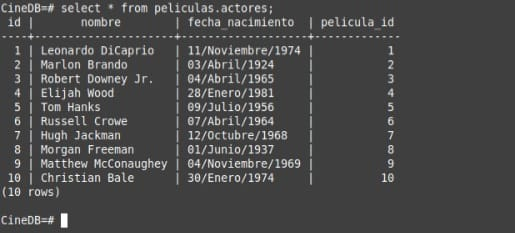 CineDB=# select * from peliculas.actores;
 id |       nombre        | fecha_nacimiento  | pelicula_id
----+---------------------+-------------------+-------------
  1 | Leonardo DiCaprio   | 11/Noviembre/1974 |           1
  2 | Marlon Brando       | 03/Abril/1924     |           2
  3 | Robert Downey Jr.   | 04/Abril/1965     |           3
  4 | Elijah Wood         | 28/Enero/1981     |           4
  5 | Tom Hanks           | 09/Julio/1956     |           5
  6 | Russell Crowe       | 07/Abril/1964     |           6
  7 | Hugh Jackman        | 12/Octubre/1968   |           7
  8 | Morgan Freeman      | 01/Junio/1937     |           8
  9 | Matthew McConaughey | 04/Noviembre/1969 |           9
 10 | Christian Bale      | 30/Enero/1974     |          10
(10 rows)
CineDB=#